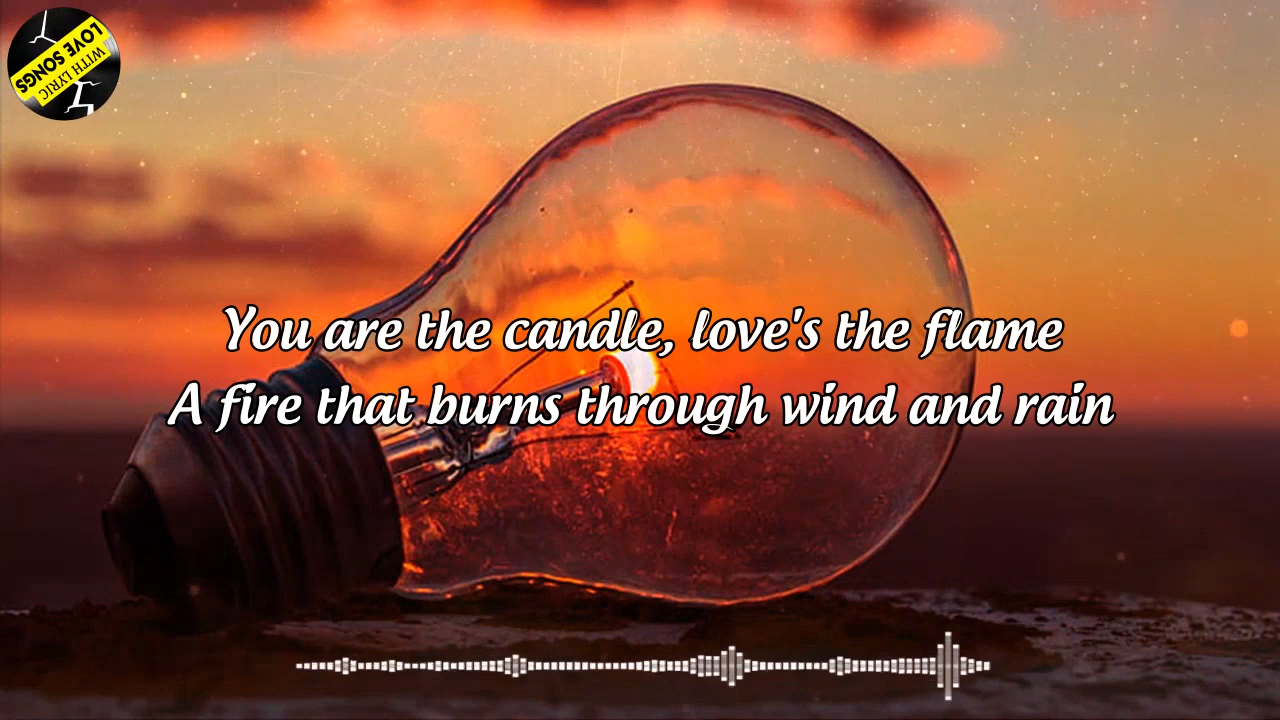 LOVE SONGS
WITH LYRIC
You are the candle, love's the flame
A fire that burns through wind and rain